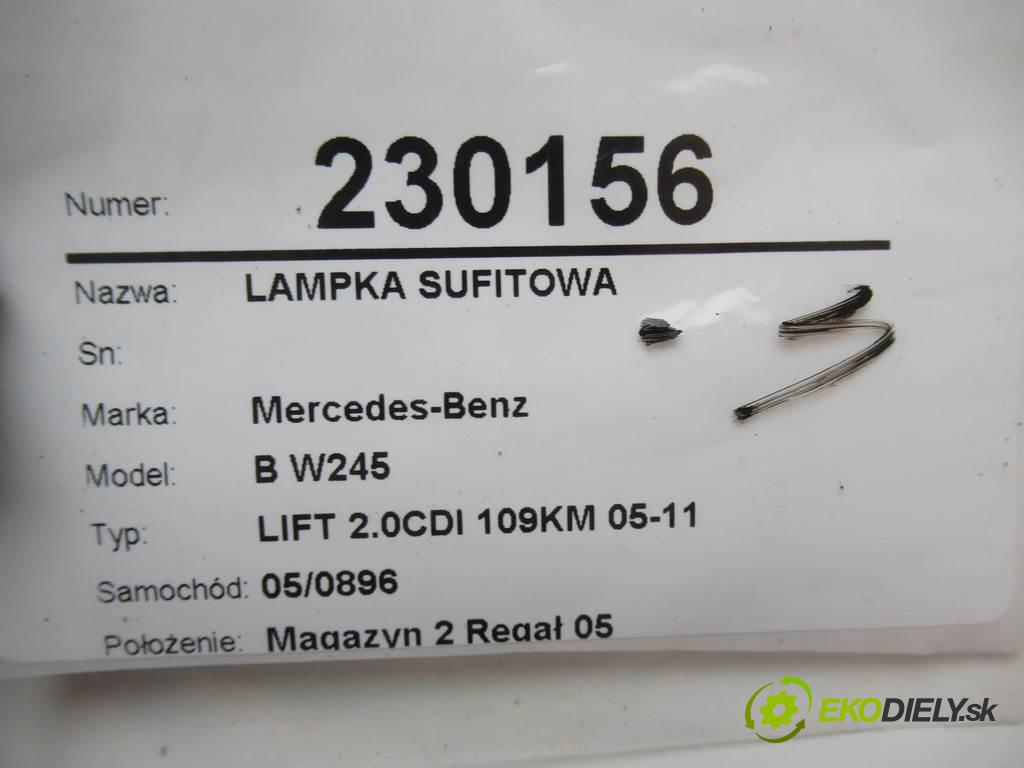 Numer: 230156
Nazwa: LAMPKA SUFITOWA
Sn:
Marka: Mercedes-Benz
Model: B W245
Typ: LIFT 2.0CDI 109KM 05-11
Samochód: 05/0896
Położenie: Magazyn 2 Regał 05
EKODIELY.sk